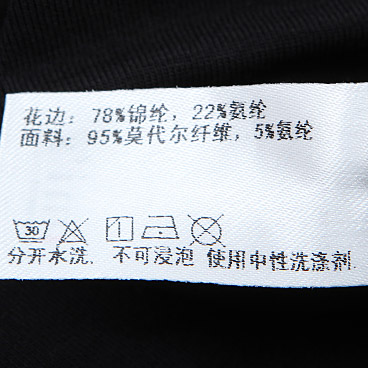 花边：78%锦纶，22%氨纶
面料：95%莫代尔纤维，5%氨纶
30
分开水洗. 不可浸泡 使用中性洗涤剂.